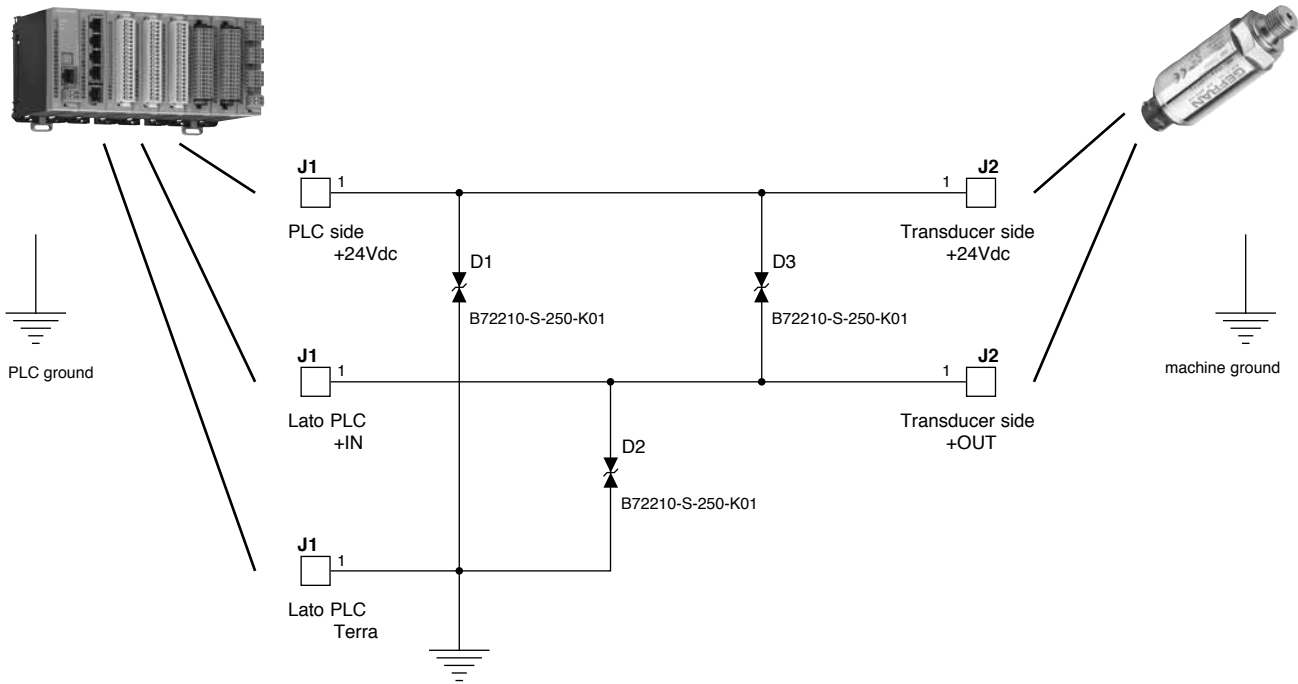 GEFRAN
J1
1
PLC side
+24Vdc
J2
1
Transducer side
+24Vdc
D1
B72210-S-250-K01
D3
B72210-S-250-K01
PLC ground
machine ground
J1
1
Lato PLC
+IN
J2
1
Transducer side
+OUT
D2
B72210-S-250-K01
J1
1
Lato PLC
Terra